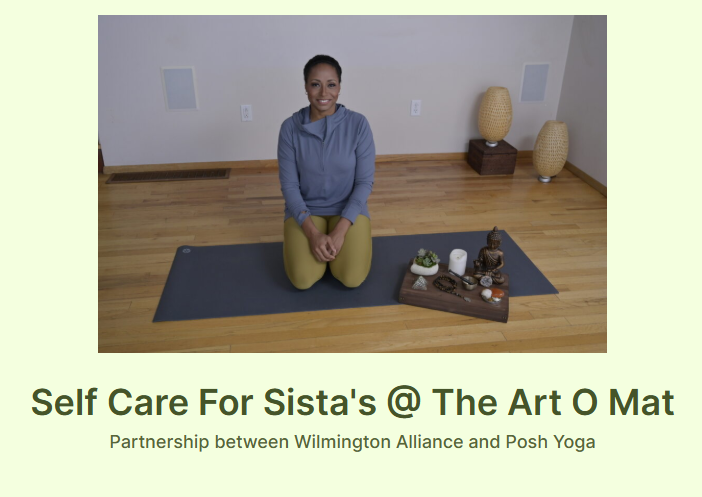 Self Care For Sista's @ The Art O Mat
Partnership between Wilmington Alliance and Posh Yoga